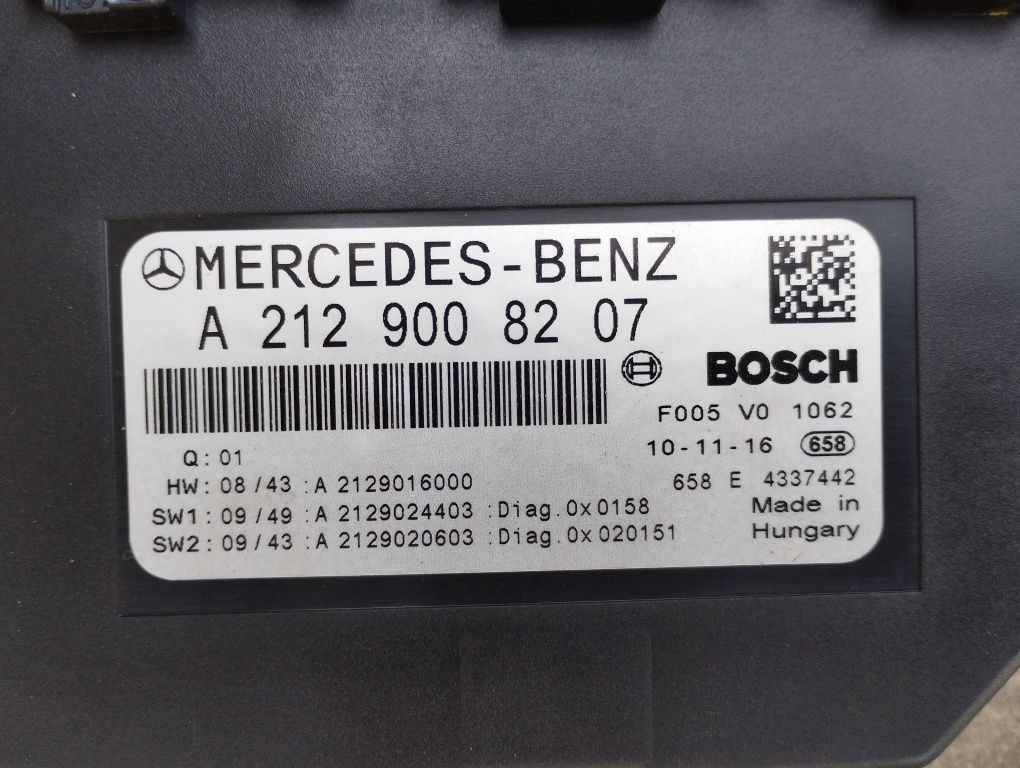 MERCEDES-BENZ
A 212 900 82 07
BOSCH
F005 V0 1062
10-11-16 658
Q: 01
HW: 08/43 :A 2129016000
658 E 4337442
SW1: 09/49 :A 2129024403 :Diag.0x0158
Made in
SW2: 09/43 :A 2129020603 :Diag.0x020151
Hungary